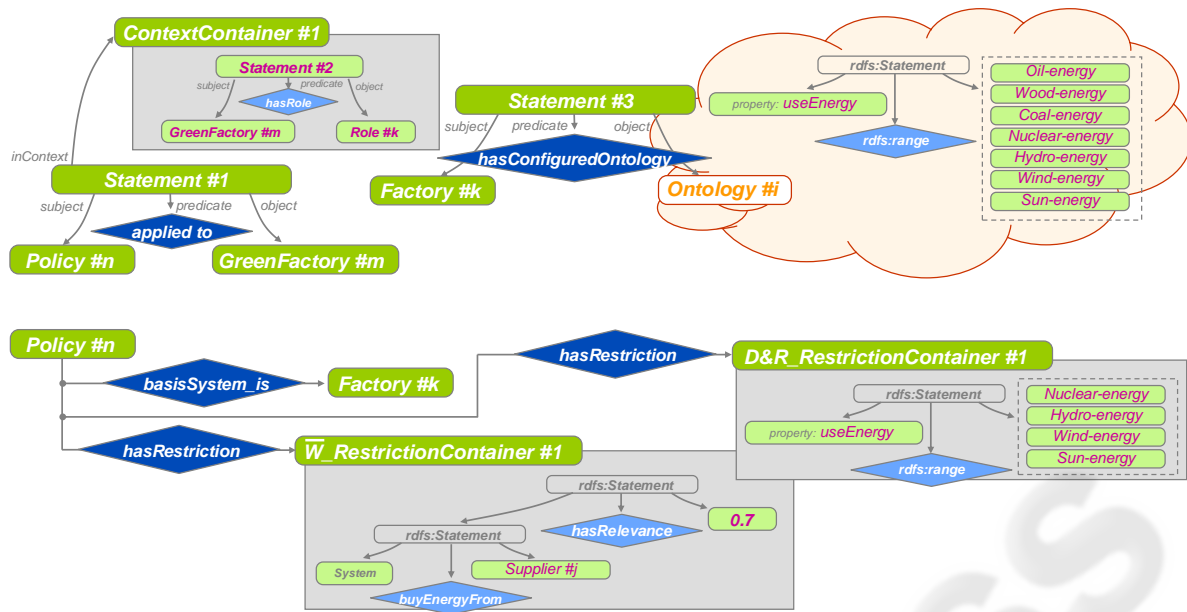 ContextContainer #1
Statement #2
subject
predicate
object
hasRole
GreenFactory #m
Role #k
inContext
Statement #1
subject
predicate
object
applied to
Policy #n
GreenFactory #m
Statement #3
subject
predicate
object
hasConfiguredOntology
Factory #k
Ontology #i
rdfs:Statement
property: useEnergy
rdfs:range
Oil-energy
Wood-energy
Coal-energy
Nuclear-energy
Hydro-energy
Wind-energy
Sun-energy
Policy #n
basisSystem_is
Factory #k
hasRestriction
D&R_RestrictionContainer #1
rdfs:Statement
property: useEnergy
rdfs:range
Nuclear-energy
Hydro-energy
Wind-energy
Sun-energy
hasRestriction
W̅_RestrictionContainer #1
rdfs:Statement
hasRelevance
0.7
rdfs:Statement
System
Supplier #j
buyEnergyFrom